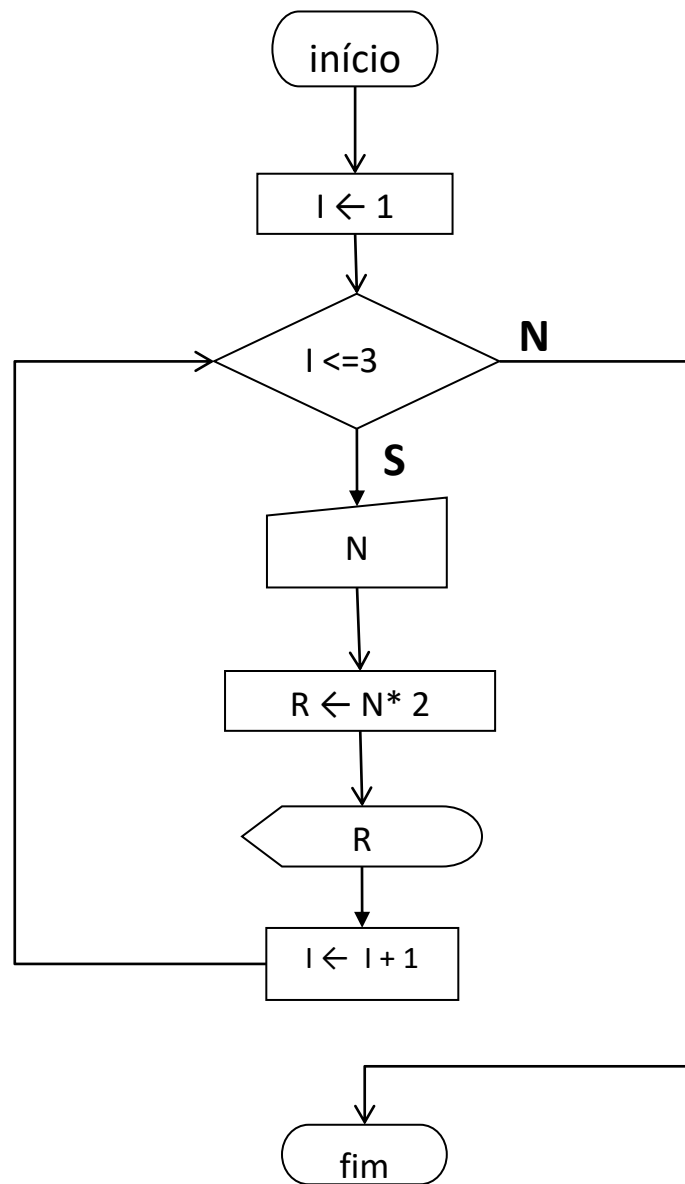 início
I ← 1
I <=3
N
S
N
R ← N* 2
R
I ← I + 1
fim